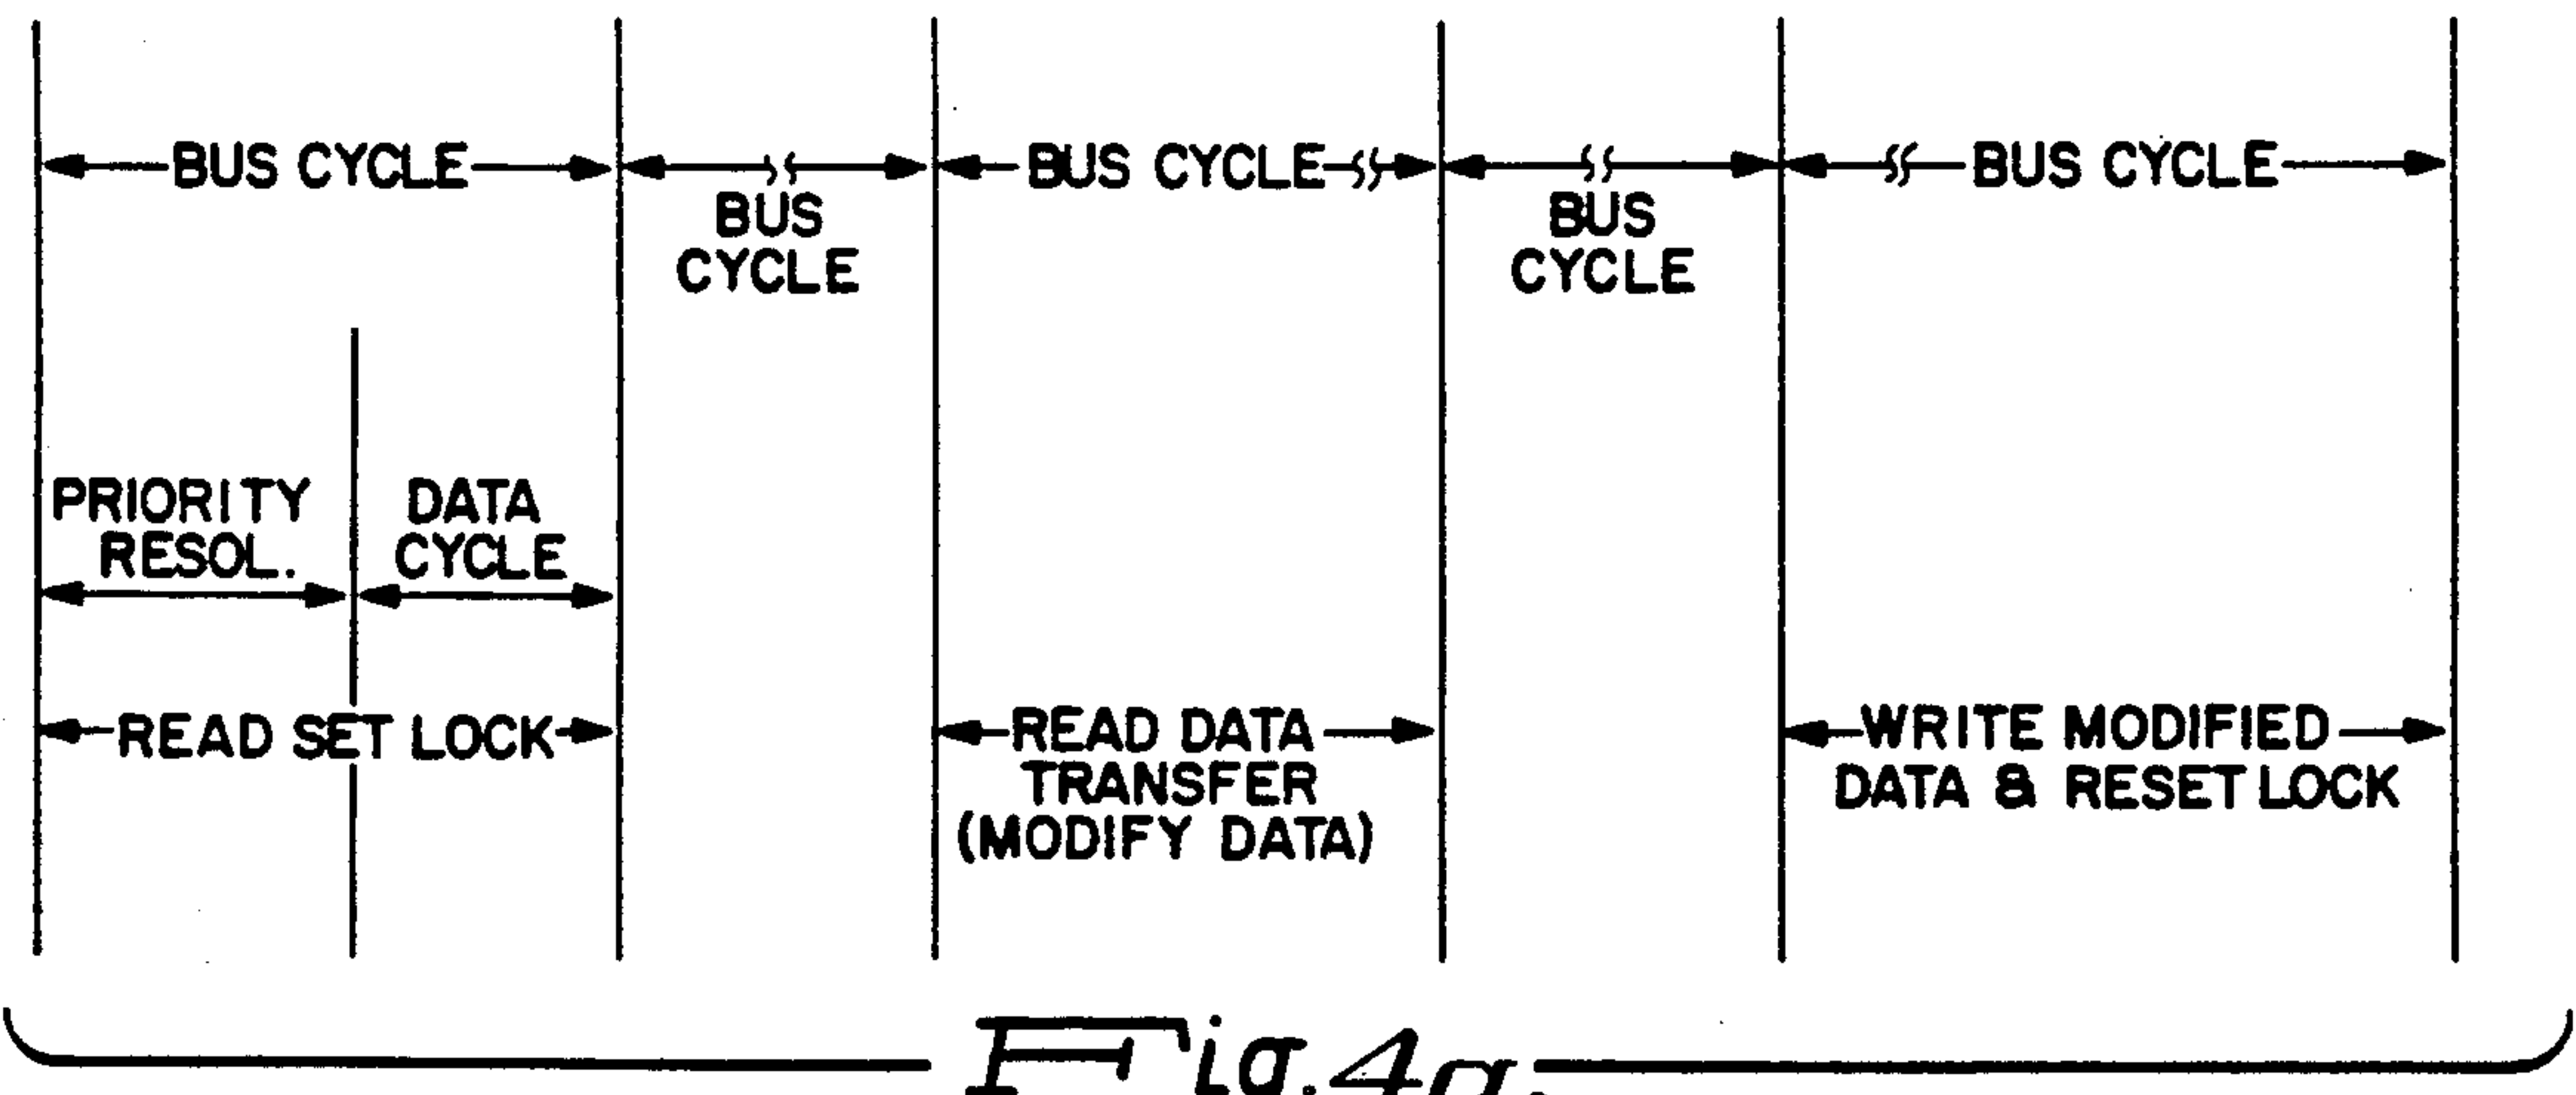 BUS CYCLE
BUS
CYCLE
BUS CYCLE
BUS
CYCLE
BUS CYCLE
PRIORITY
RESOL.
DATA
CYCLE
READ SET LOCK
READ DATA
TRANSFER
(MODIFY DATA)
WRITE MODIFIED
DATA & RESET LOCK
Fig. 4a.